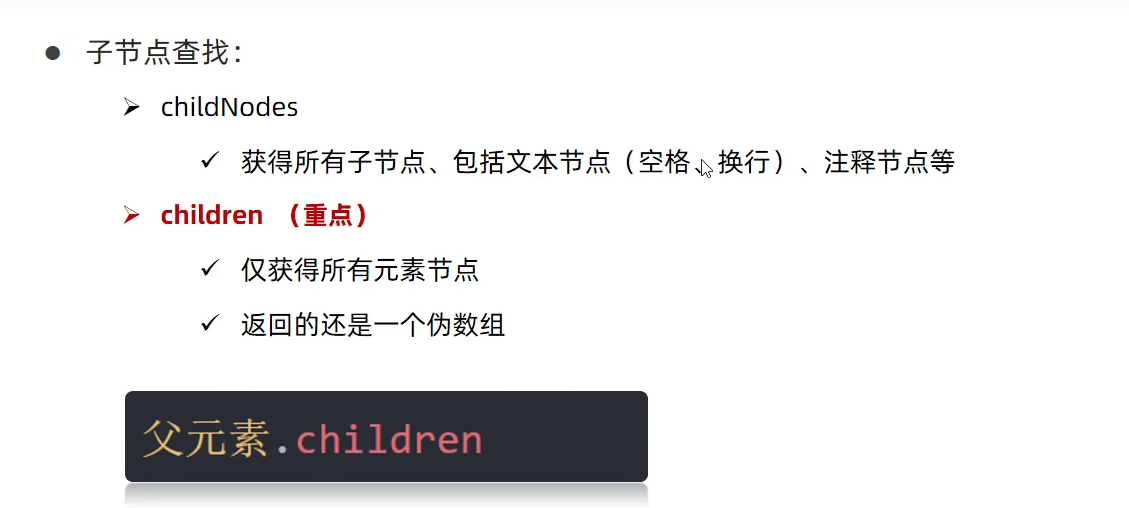 子节点查找：
childNodes
获得所有子节点、包括文本节点（空格、换行）、注释节点等
children （重点）
仅获得所有元素节点
返回的还是一个伪数组
父元素.children